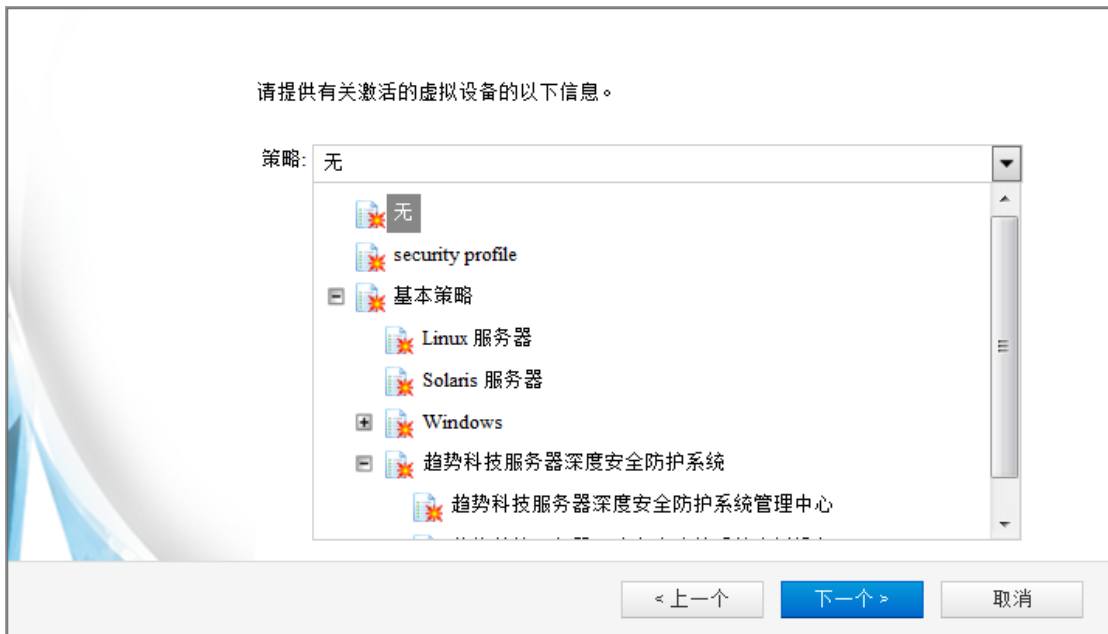 请提供有关激活的虚拟设备的以下信息。
策略: 无
无
security profile
基本策略
Linux 服务器
Solaris 服务器
Windows
趋势科技服务器深度安全防护系统
趋势科技服务器深度安全防护系统管理中心
<上一个 下一个> 取消